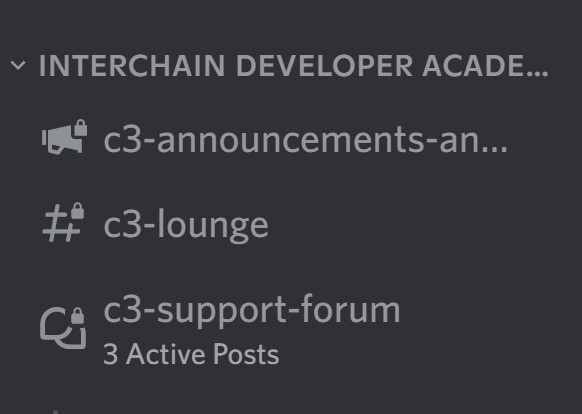 INTERCHAIN DEVELOPER ACADE...
c3-announcements-an...
c3-lounge
c3-support-forum
3 Active Posts